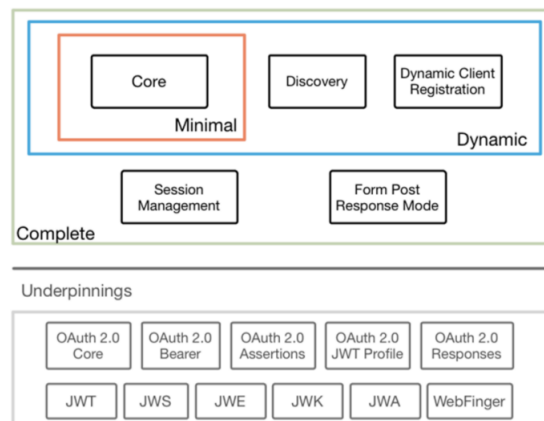 Core
Discovery
Dynamic Client
Registration
Minimal
Dynamic
Session
Management
Form Post
Response Mode
Complete
Underpinnings
OAuth 2.0
Core
OAuth 2.0
Bearer
OAuth 2.0
Assertions
OAuth 2.0
JWT Profile
OAuth 2.0
Responses
JWT
JWS
JWE
JWK
JWA
WebFinger